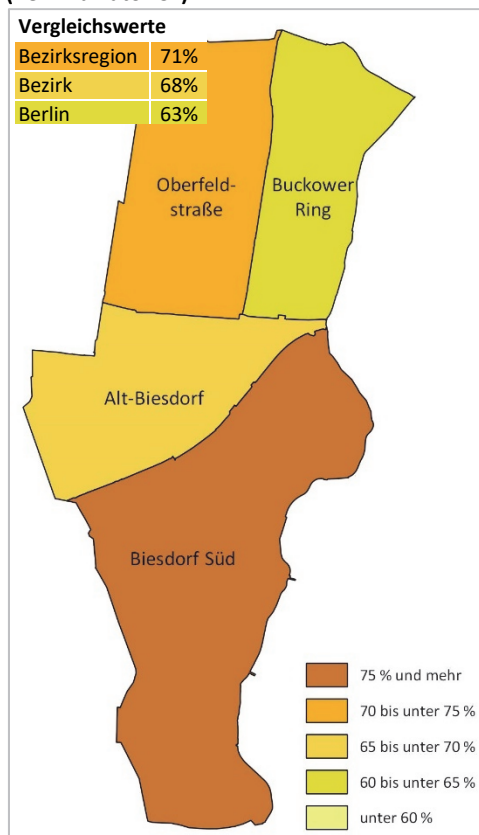 Vergleichswerte
Bezirksregion 71%
Bezirk 68%
Berlin 63%
Oberfeld-
straße
Buckower
Ring
Alt-Biesdorf
Biesdorf Süd
75 % und mehr
70 bis unter 75 %
65 bis unter 70 %
60 bis unter 65 %
unter 60 %